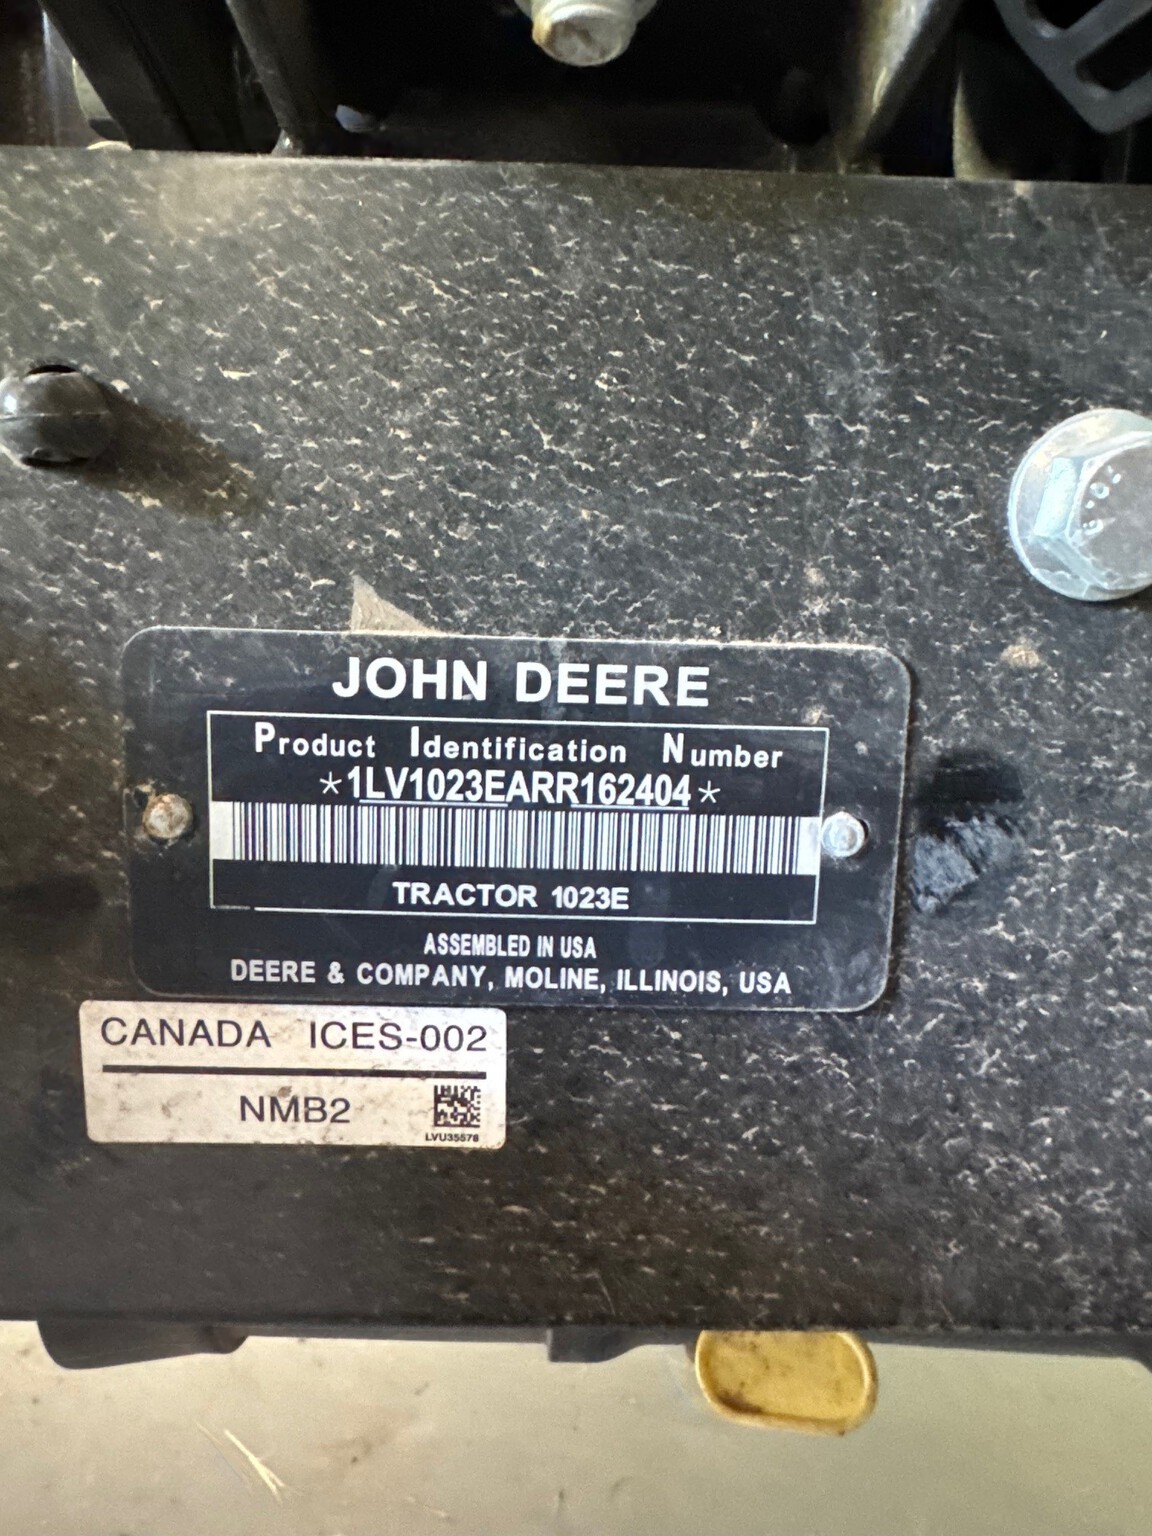 JOHN DEERE
Product Identification Number
*1LV1023EARR162404*
TRACTOR 1023E
ASSEMBLED IN USA
DEERE & COMPANY, MOLINE, ILLINOIS, USA
CANADA ICES-002
NMB2
LVU35578